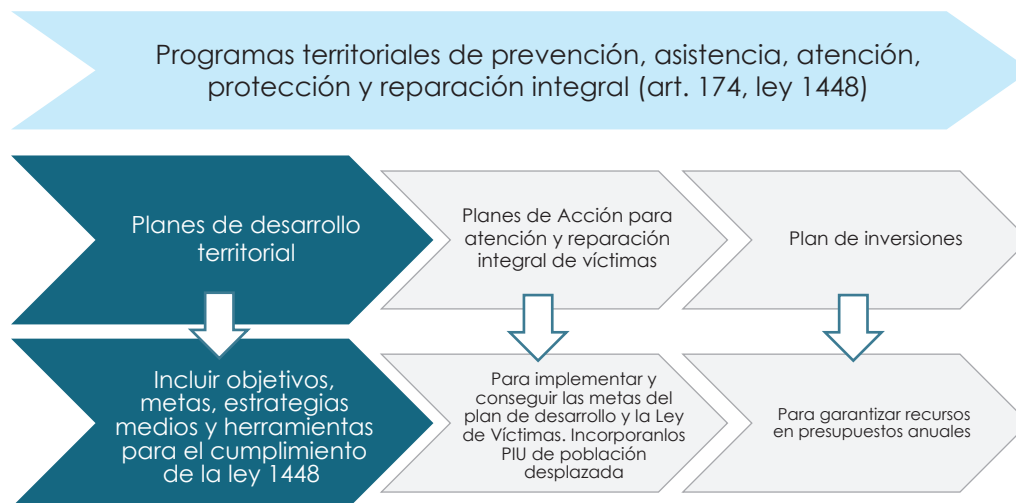 Programas territoriales de prevención, asistencia, atención,
protección y reparación integral (art. 174, ley 1448)
Planes de desarrollo
territorial
Planes de Acción para
atención y reparación
integral de víctimas
Plan de inversiones
Incluir objetivos,
metas, estrategias
medios y herramientas
para el cumplimiento
de la ley 1448
Para implementar y
conseguir las metas del
plan de desarrollo y la Ley
de Víctimas. Incorporanlos
PIU de población
desplazada
Para garantizar recursos
en presupuestos anuales